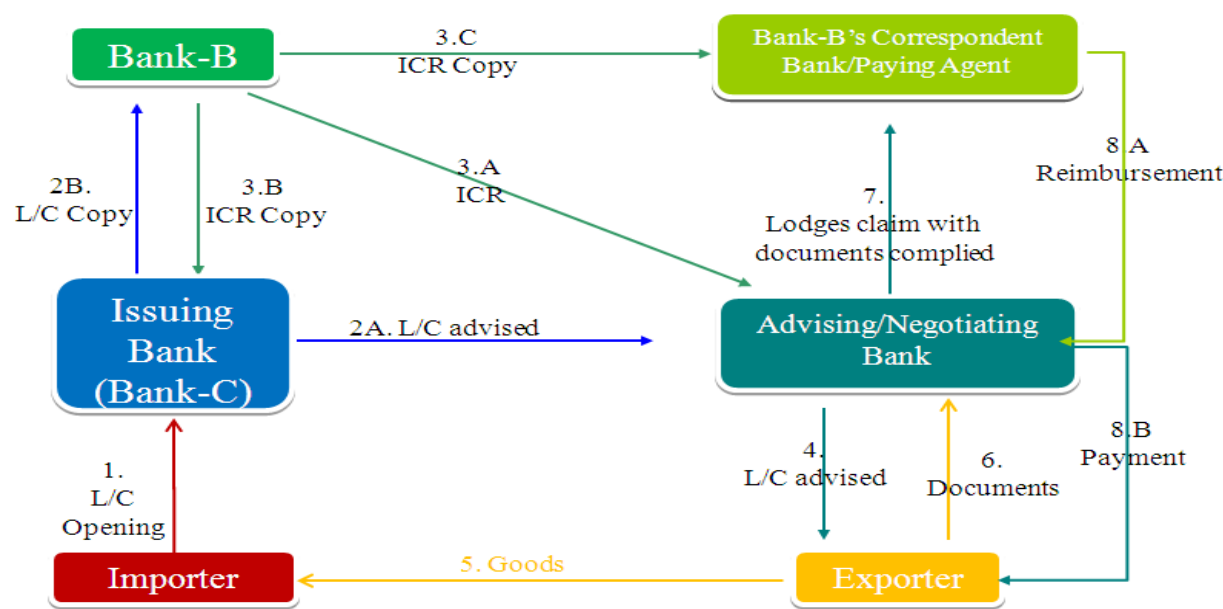 Bank-B
3.C
ICR Copy
Bank-B's Correspondent
Bank/Paying Agent
8.A
Reimbursement
2B.
L/C Copy
3.B
ICR Copy
3.A
ICR
7.
Lodges claim with
documents complied
Issuing
Bank
(Bank-C)
2A. L/C advised
Advising/Negotiating
Bank
1.
L/C
Opening
4.
L/C advised
6.
Documents
8.B
Payment
Importer
5. Goods
Exporter